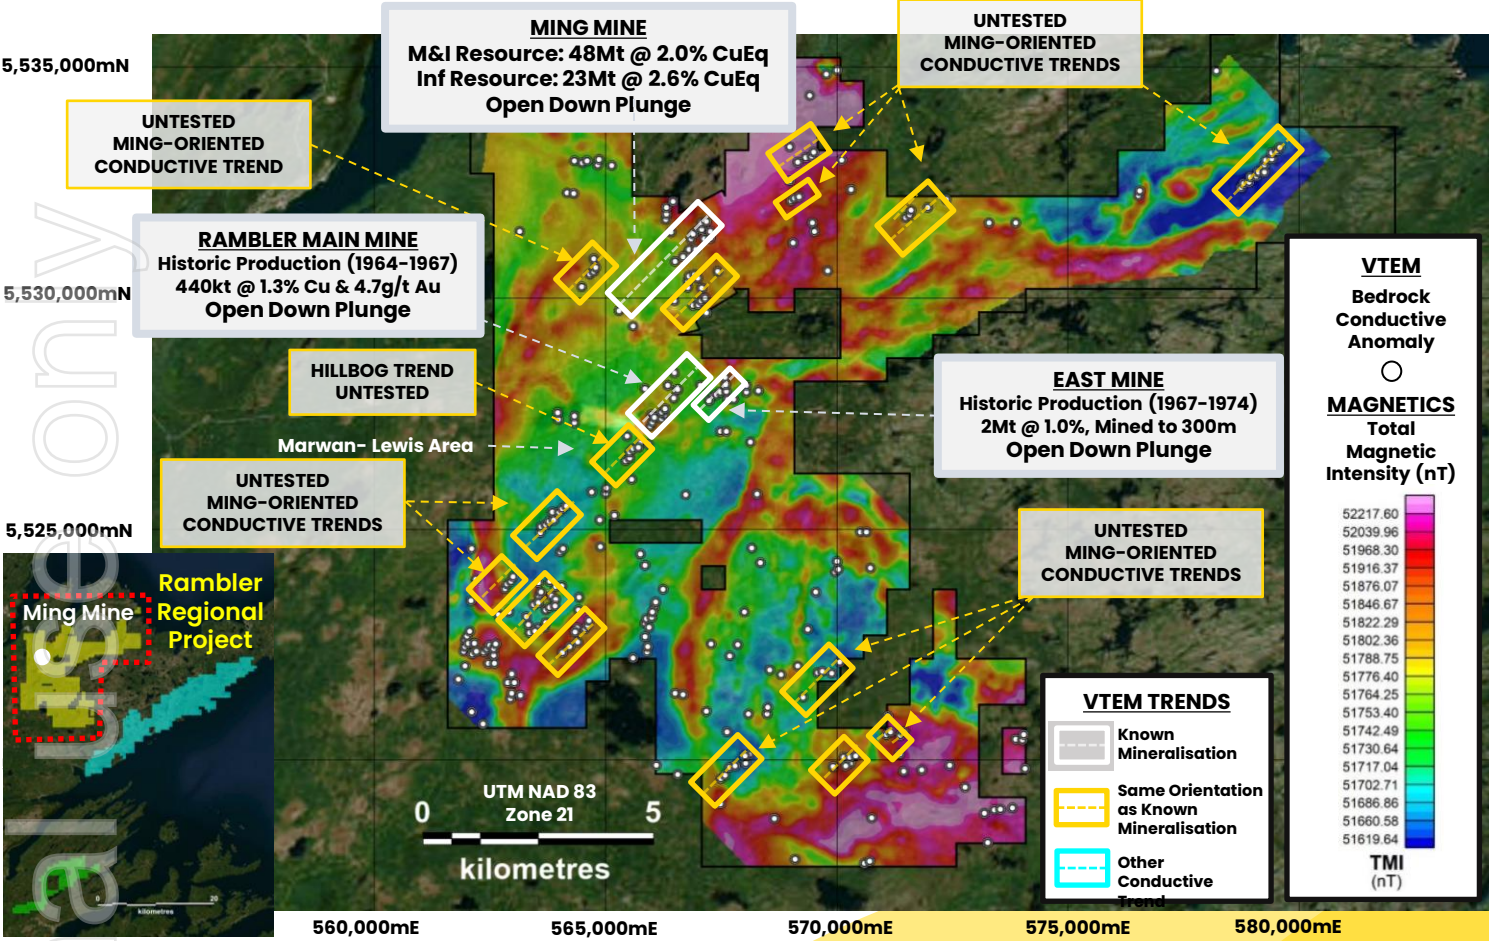 MING MINE
M&I Resource: 48Mt @ 2.0% CuEq
Inf Resource: 23Mt @ 2.6% CuEq
Open Down Plunge
UNTESTED
MING-ORIENTED
CONDUCTIVE TRENDS
5,535,000mN
UNTESTED
MING-ORIENTED
CONDUCTIVE TREND
RAMBLER MAIN MINE
Historic Production (1964-1967)
440kt @ 1.3% Cu & 4.7g/t Au
Open Down Plunge
5,530,000mN
HILLBOG TREND
UNTESTED
EAST MINE
Historic Production (1967-1974)
2Mt @ 1.0%, Mined to 300m
Open Down Plunge
Marwan- Lewis Area
UNTESTED
MING-ORIENTED
CONDUCTIVE TRENDS
5,525,000mN
UNTESTED
MING-ORIENTED
CONDUCTIVE TRENDS
VTEM
Bedrock
Conductive
Anomaly
MAGNETICS
Total
Magnetic
Intensity (nT)
52217.60
52039.96
51968.30
51916.37
51876.07
51846.67
51822.29
51802.36
51788.75
51776.40
51764.25
51753.40
51742.49
51730.64
51717.04
51702.71
51686.86
51660.58
51619.64
TMI
(nT)
Rambler
Regional
Project
Ming Mine
0 20
kilometres
UTM NAD 83
Zone 21
0 5
kilometres
VTEM TRENDS
Known
Mineralisation
Same Orientation
as Known
Mineralisation
Other
Conductive
Trend
560,000mE
565,000mE
570,000mE
575,000mE
580,000mE
al use only